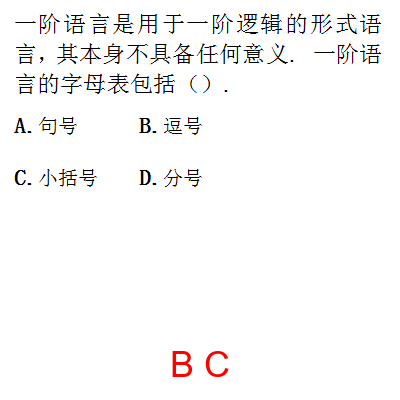 一阶语言是用于一阶逻辑的形式语
言，其本身不具备任何意义． 一阶语
言的字母表包括（）．
A. 句号 B. 逗号
C. 小括号 D. 分号
B C